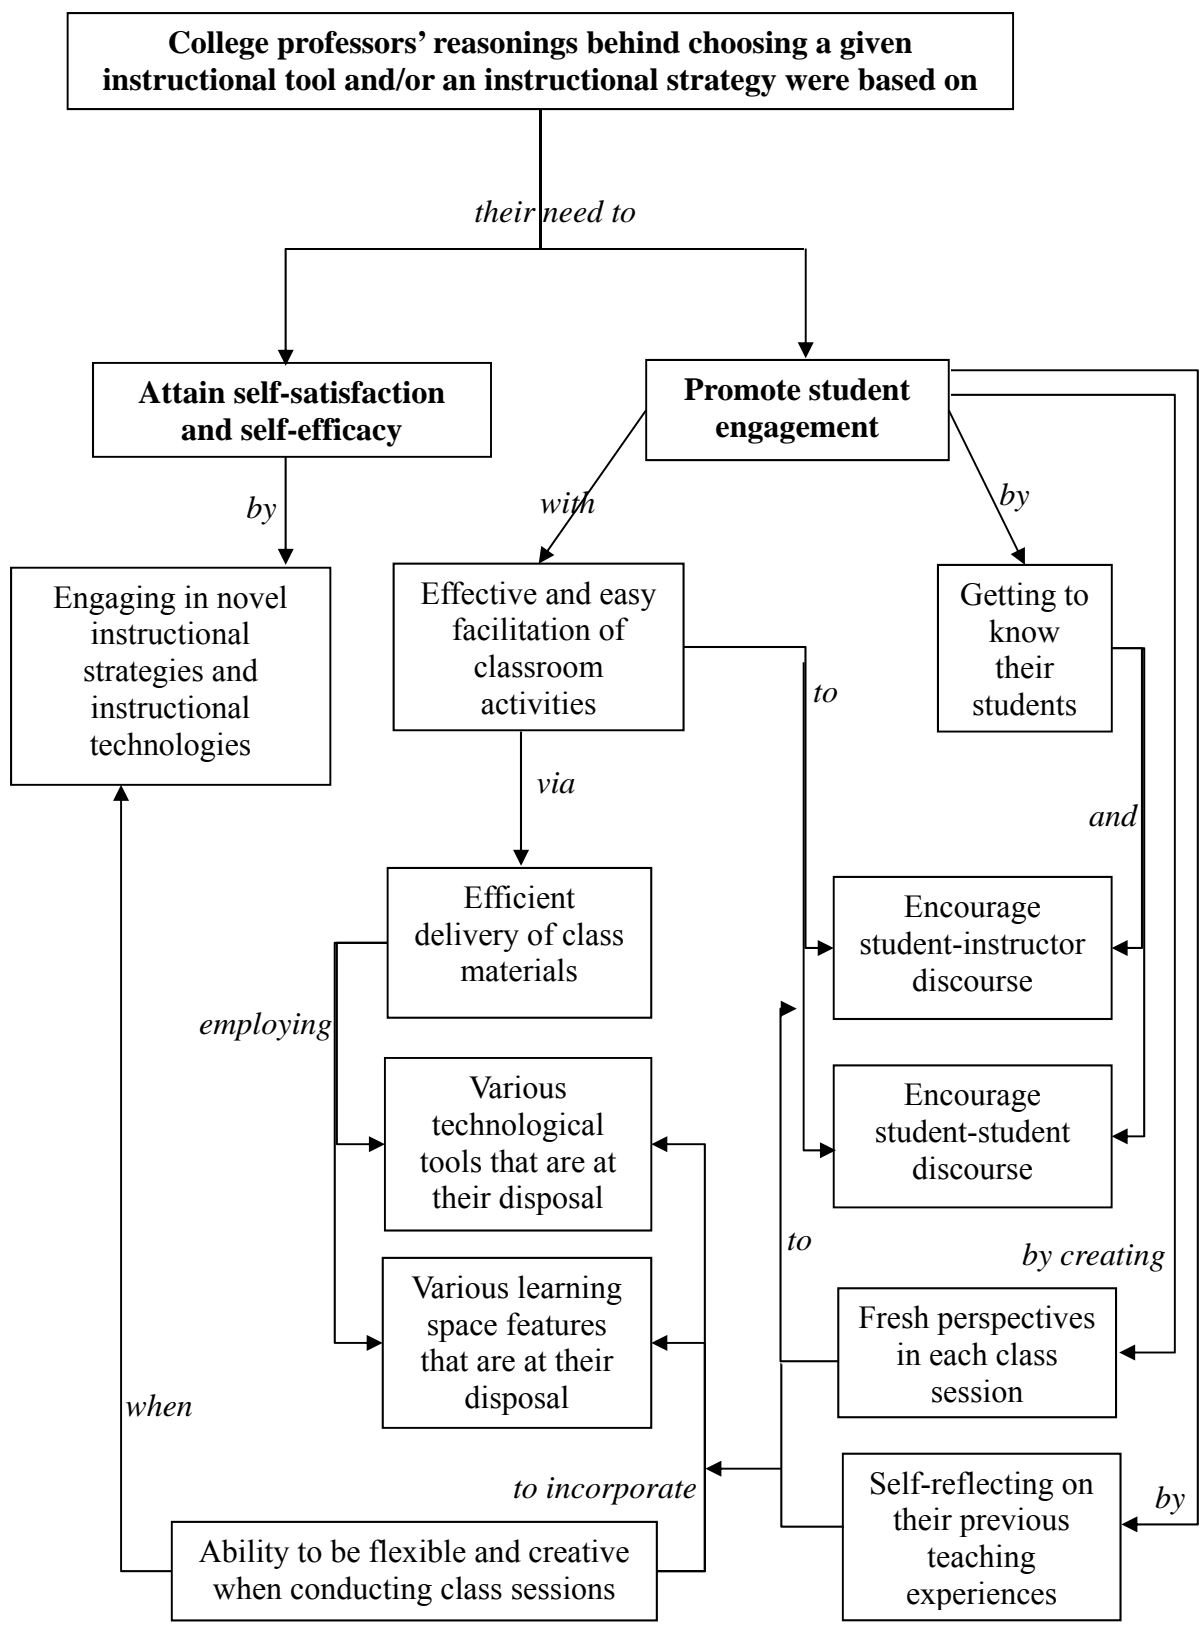 College professors’ reasonings behind choosing a given
instructional tool and/or an instructional strategy were based on
their need to
Attain self-satisfaction
and self-efficacy
Promote student
engagement
by
with
by
Engaging in novel
instructional
strategies and
instructional
technologies
Effective and easy
facilitation of
classroom
activities
Getting to
know
their
students
to
via
and
Efficient
delivery of class
materials
Encourage
student-instructor
discourse
employing
Various
technological
tools that are at
their disposal
Encourage
student-student
discourse
to
by creating
Various learning
space features
that are at their
disposal
Fresh perspectives
in each class
session
when
to incorporate
Self-reflecting on
their previous
teaching
experiences
by
Ability to be flexible and creative
when conducting class sessions